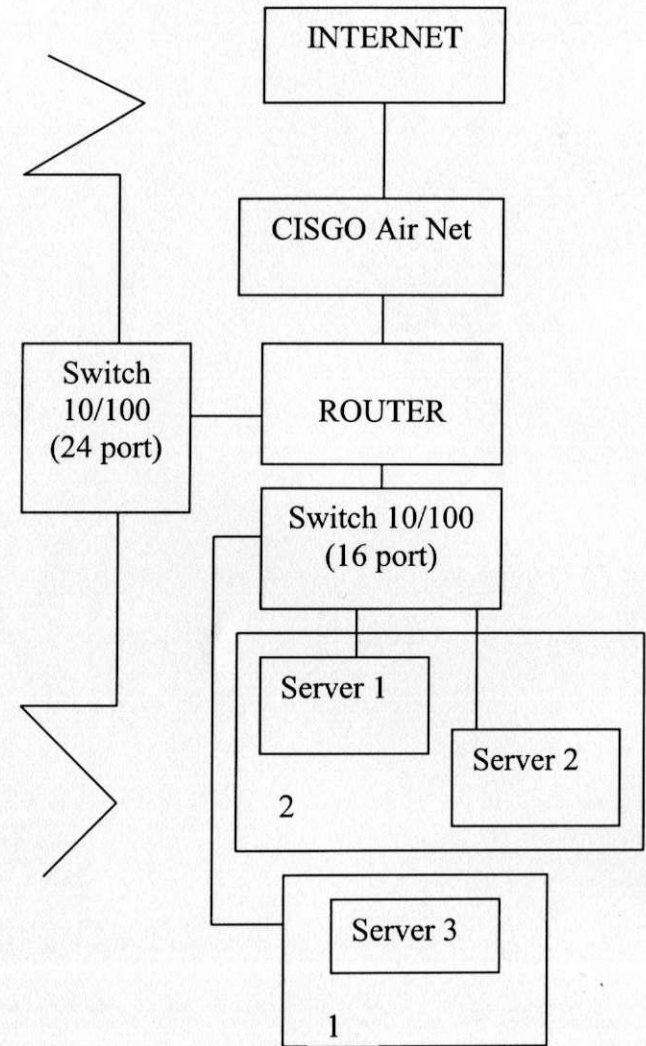 INTERNET
CISGO Air Net
Switch
10/100
(24 port)
ROUTER
Switch 10/100
(16 port)
Server 1
Server 2
2
Server 3
1